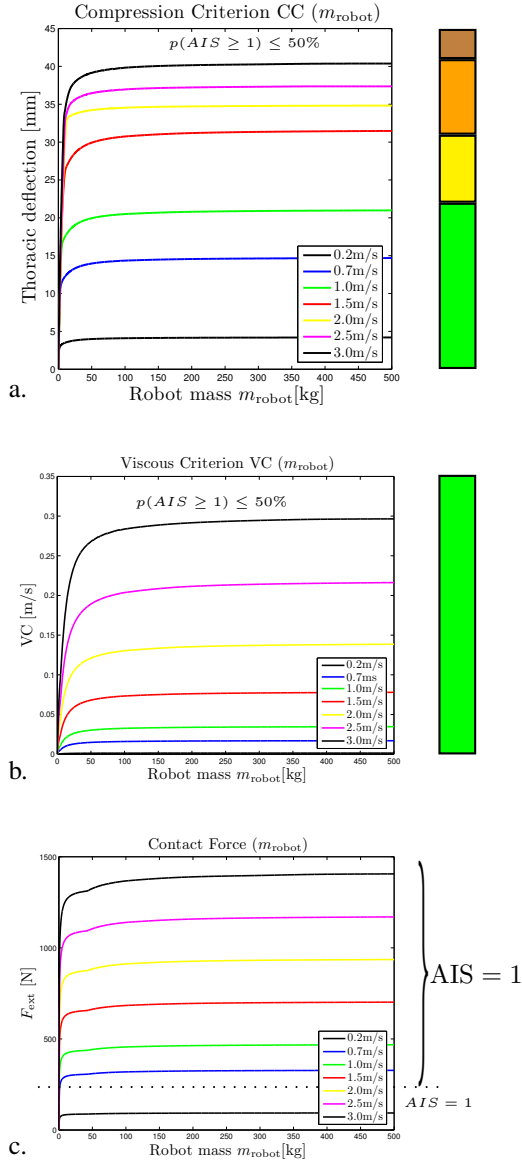 Compression Criterion CC (m_robot)
p(AIS ≥ 1) ≤ 50%
45
40
35
30
25
20
15
10
5
0
Thoracic deflection [mm]
0.2m/s
0.7m/s
1.0m/s
1.5m/s
2.0m/s
2.5m/s
3.0m/s
0 50 100 150 200 250 300 350 400 450 500
Robot mass m_robot[kg]
a.
Viscous Criterion VC (m_robot)
p(AIS ≥ 1) ≤ 50%
0.35
0.3
0.25
0.2
0.15
0.1
0.05
0
VC [m/s]
0.2m/s
0.7ms
1.0m/s
1.5m/s
2.0m/s
2.5m/s
3.0m/s
0 50 100 150 200 250 300 350 400 450 500
Robot mass m_robot[kg]
b.
Contact Force (m_robot)
1500
1000
500
0
F_ext [N]
AIS = 1
0.2m/s
0.7m/s
1.0m/s
1.5m/s
2.0m/s
2.5m/s
3.0m/s
AIS = 1
0 50 100 150 200 250 300 350 400 450 500
Robot mass m_robot[kg]
c.